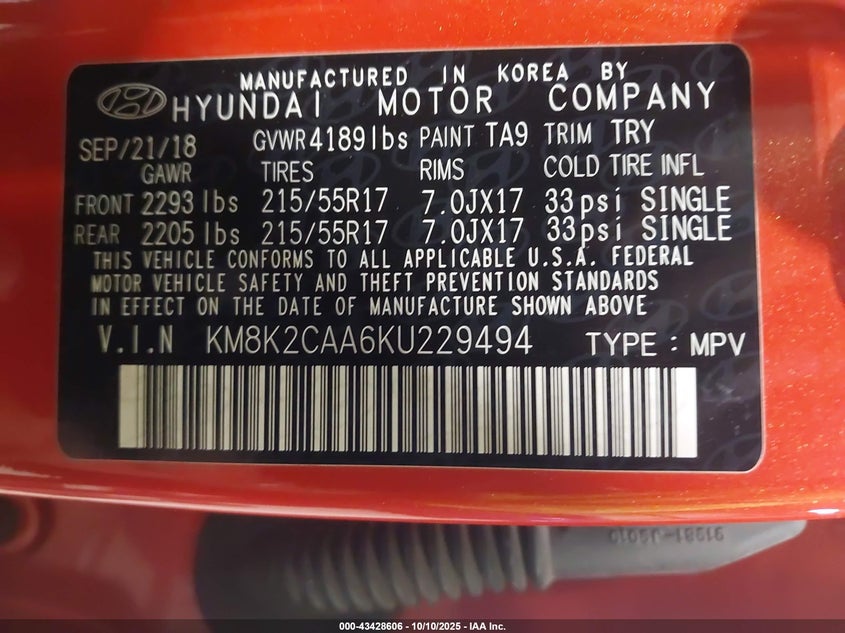 MANUFACTURED IN KOREA BY
HYUNDAI MOTOR COMPANY
SEP/21/18 GVWR 4189lbs PAINT TA9 TRIM TRY
GAWR TIRES RIMS COLD TIRE INFL
FRONT 2293 lbs 215/55R17 7.0JX17 33psi SINGLE
REAR 2205 lbs 215/55R17 7.0JX17 33psi SINGLE
THIS VEHICLE CONFORMS TO ALL APPLICABLE U.S.A. FEDERAL
MOTOR VEHICLE SAFETY AND THEFT PREVENTION STANDARDS
IN EFFECT ON THE DATE OF MANUFACTURE SHOWN ABOVE
V.I.N KM8K2CAA6KU229494 TYPE : MPV
91981-J9010
000-43428606 - 10/10/2025 - IAA Inc.